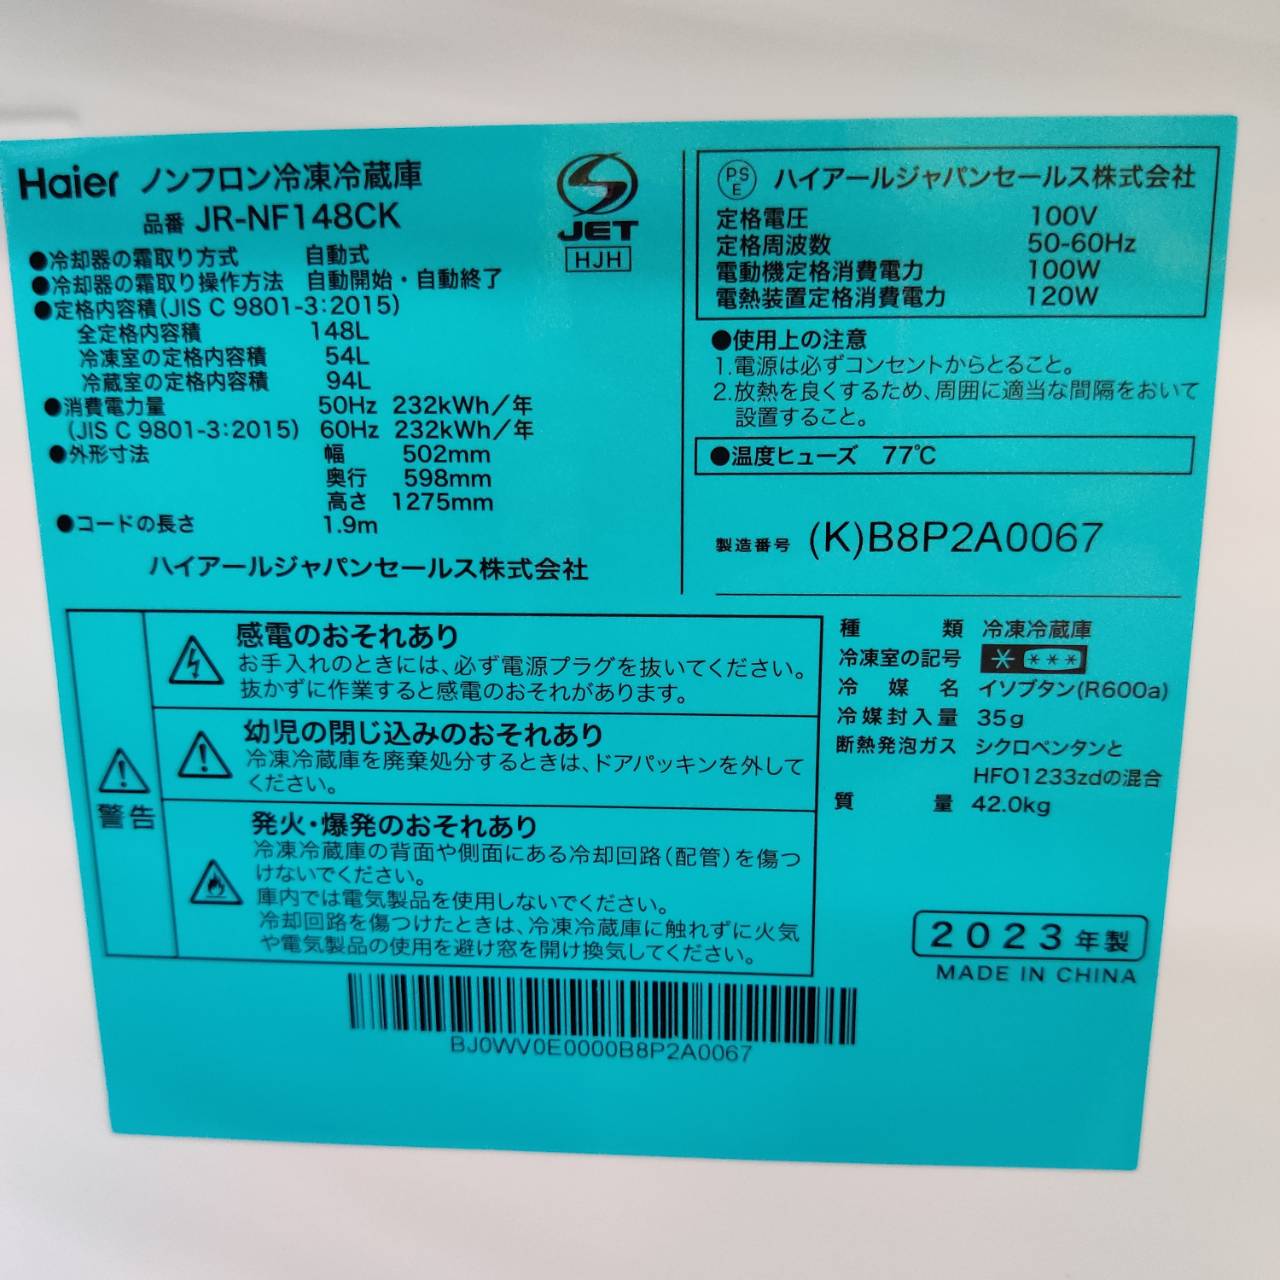 Haier ノンフロン冷凍冷蔵庫
品番 JR-NF148CK
●冷却器の霜取り方式 自動式
●冷却器の霜取り操作方法 自動開始・自動終了
●定格内容積(JIS C 9801-3:2015)
全定格内容積 148L
冷凍室の定格内容積 54L
冷蔵室の定格内容積 94L
●消費電力量 50Hz 232kWh/年
(JIS C 9801-3:2015) 60Hz 232kWh/年
●外形寸法 幅 502mm
奥行 598mm
高さ 1275mm
●コードの長さ 1.9m
ハイアールジャパンセールス株式会社
JET
HJH
PS
E
ハイアールジャパンセールス株式会社
定格電圧 100V
定格周波数 50-60Hz
電動機定格消費電力 100W
電熱装置定格消費電力 120W
●使用上の注意
1.電源は必ずコンセントからとること。
2.放熱を良くするため、周囲に適当な間隔をおいて
設置すること。
●温度ヒューズ 77℃
製造番号 (K)B8P2A0067
警告
感電のおそれあり
お手入れのときには、必ず電源プラグを抜いてください。
抜かずに作業すると感電のおそれがあります。
幼児の閉じ込みのおそれあり
冷凍冷蔵庫を廃棄処分するときは、ドアパッキンを外して
ください。
発火・爆発のおそれあり
冷凍冷蔵庫の背面や側面にある冷却回路(配管)を傷つ
けないでください。
庫内では電気製品を使用しないでください。
冷却回路を傷つけたときは、冷凍冷蔵庫に触れずに火気
や電気製品の使用を避け窓を開け換気してください。
種類 冷凍冷蔵庫
冷凍室の記号 * ***
冷媒名 イソブタン(R600a)
冷媒封入量 35g
断熱発泡ガス シクロペンタンと
HFO1233zdの混合
質量 42.0kg
2023年製
MADE IN CHINA
BJ0WV0E0000B8P2A0067